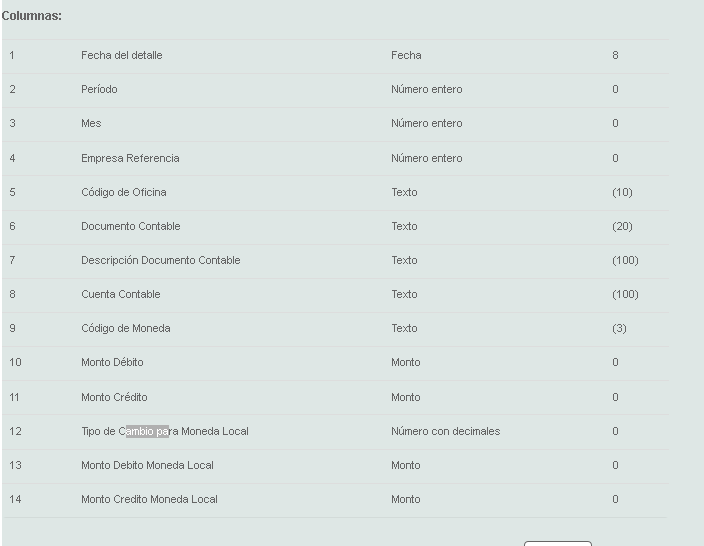 Columnas:
1 Fecha del detalle Fecha 8
2 Período Número entero 0
3 Mes Número entero 0
4 Empresa Referencia Número entero 0
5 Código de Oficina Texto (10)
6 Documento Contable Texto (20)
7 Descripción Documento Contable Texto (100)
8 Cuenta Contable Texto (100)
9 Código de Moneda Texto (3)
10 Monto Débito Monto 0
11 Monto Crédito Monto 0
12 Tipo de Cambio para Moneda Local Número con decimales 0
13 Monto Debito Moneda Local Monto 0
14 Monto Credito Moneda Local Monto 0